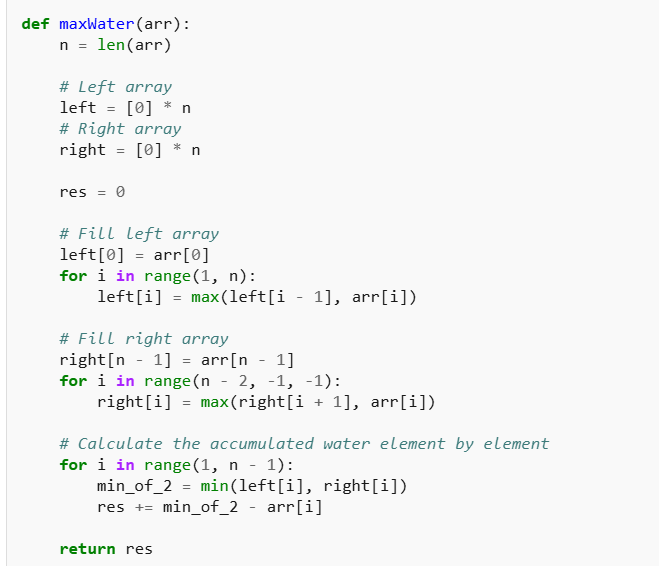 def maxWater(arr):
    n = len(arr)

    # Left array
    left = [0] * n
    # Right array
    right = [0] * n

    res = 0

    # Fill left array
    left[0] = arr[0]
    for i in range(1, n):
        left[i] = max(left[i - 1], arr[i])

    # Fill right array
    right[n - 1] = arr[n - 1]
    for i in range(n - 2, -1, -1):
        right[i] = max(right[i + 1], arr[i])

    # Calculate the accumulated water element by element
    for i in range(1, n - 1):
        min_of_2 = min(left[i], right[i])
        res += min_of_2 - arr[i]

    return res